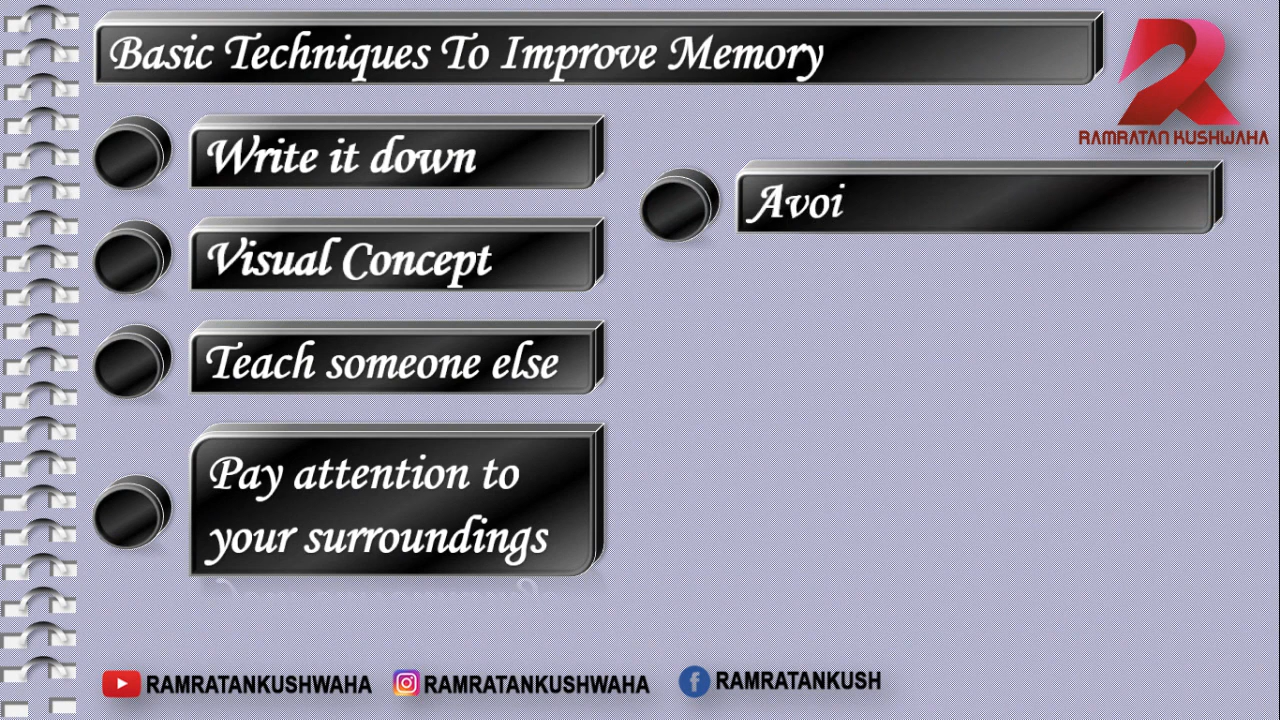 Basic Techniques To Improve Memory
RAMRATAN KUSHWAHA
Write it down
Visual Concept
Teach someone else
Pay attention to
your surroundings
Avoi
RAMRATANKUSHWAHA
RAMRATANKUSHWAHA
RAMRATANKUSH